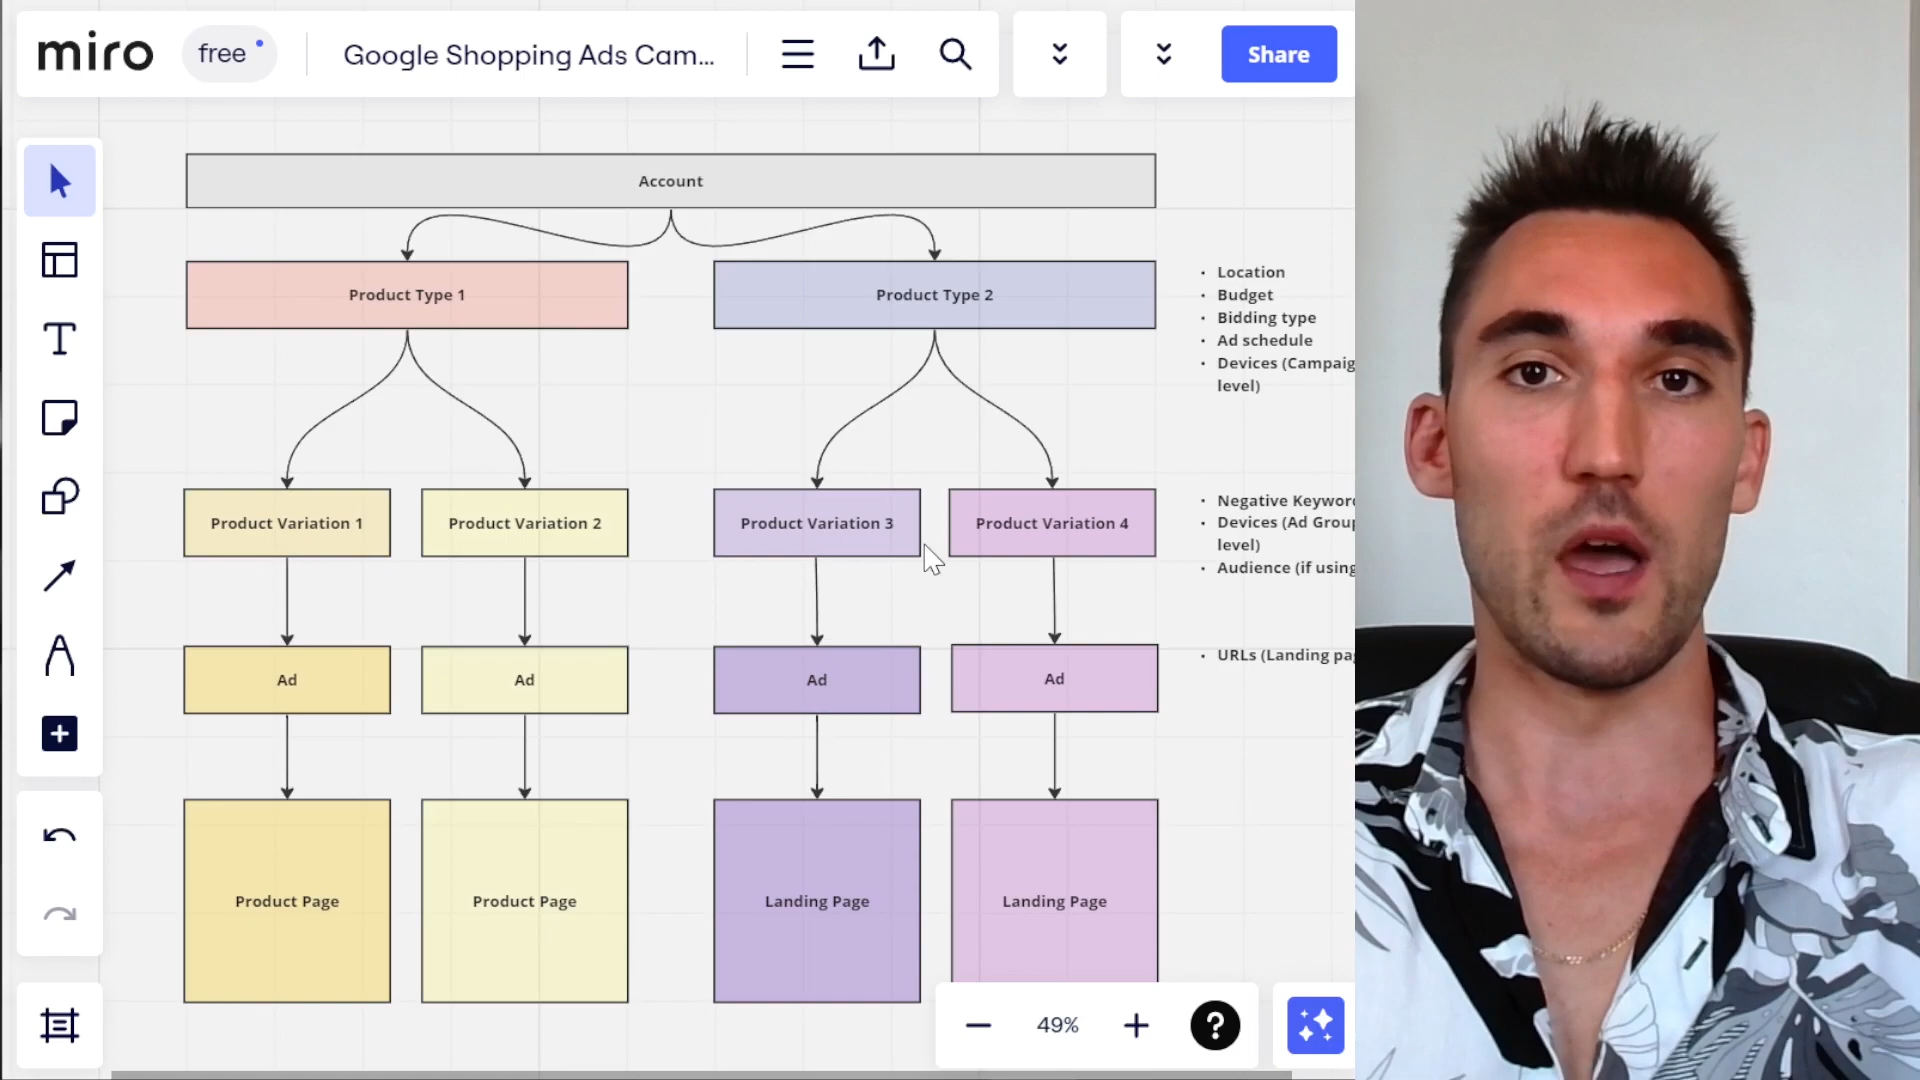 miro
free
Google Shopping Ads Cam...
Share
Account
Product Type 1
Product Type 2
Location
Budget
Bidding type
Ad schedule
Devices (Campaig
level)
Product Variation 1
Product Variation 2
Product Variation 3
Product Variation 4
Negative Keyword
Devices (Ad Group
level)
Audience (if using
Ad
Ad
Ad
Ad
URLs (Landing pag
Product Page
Product Page
Landing Page
Landing Page
49%
?